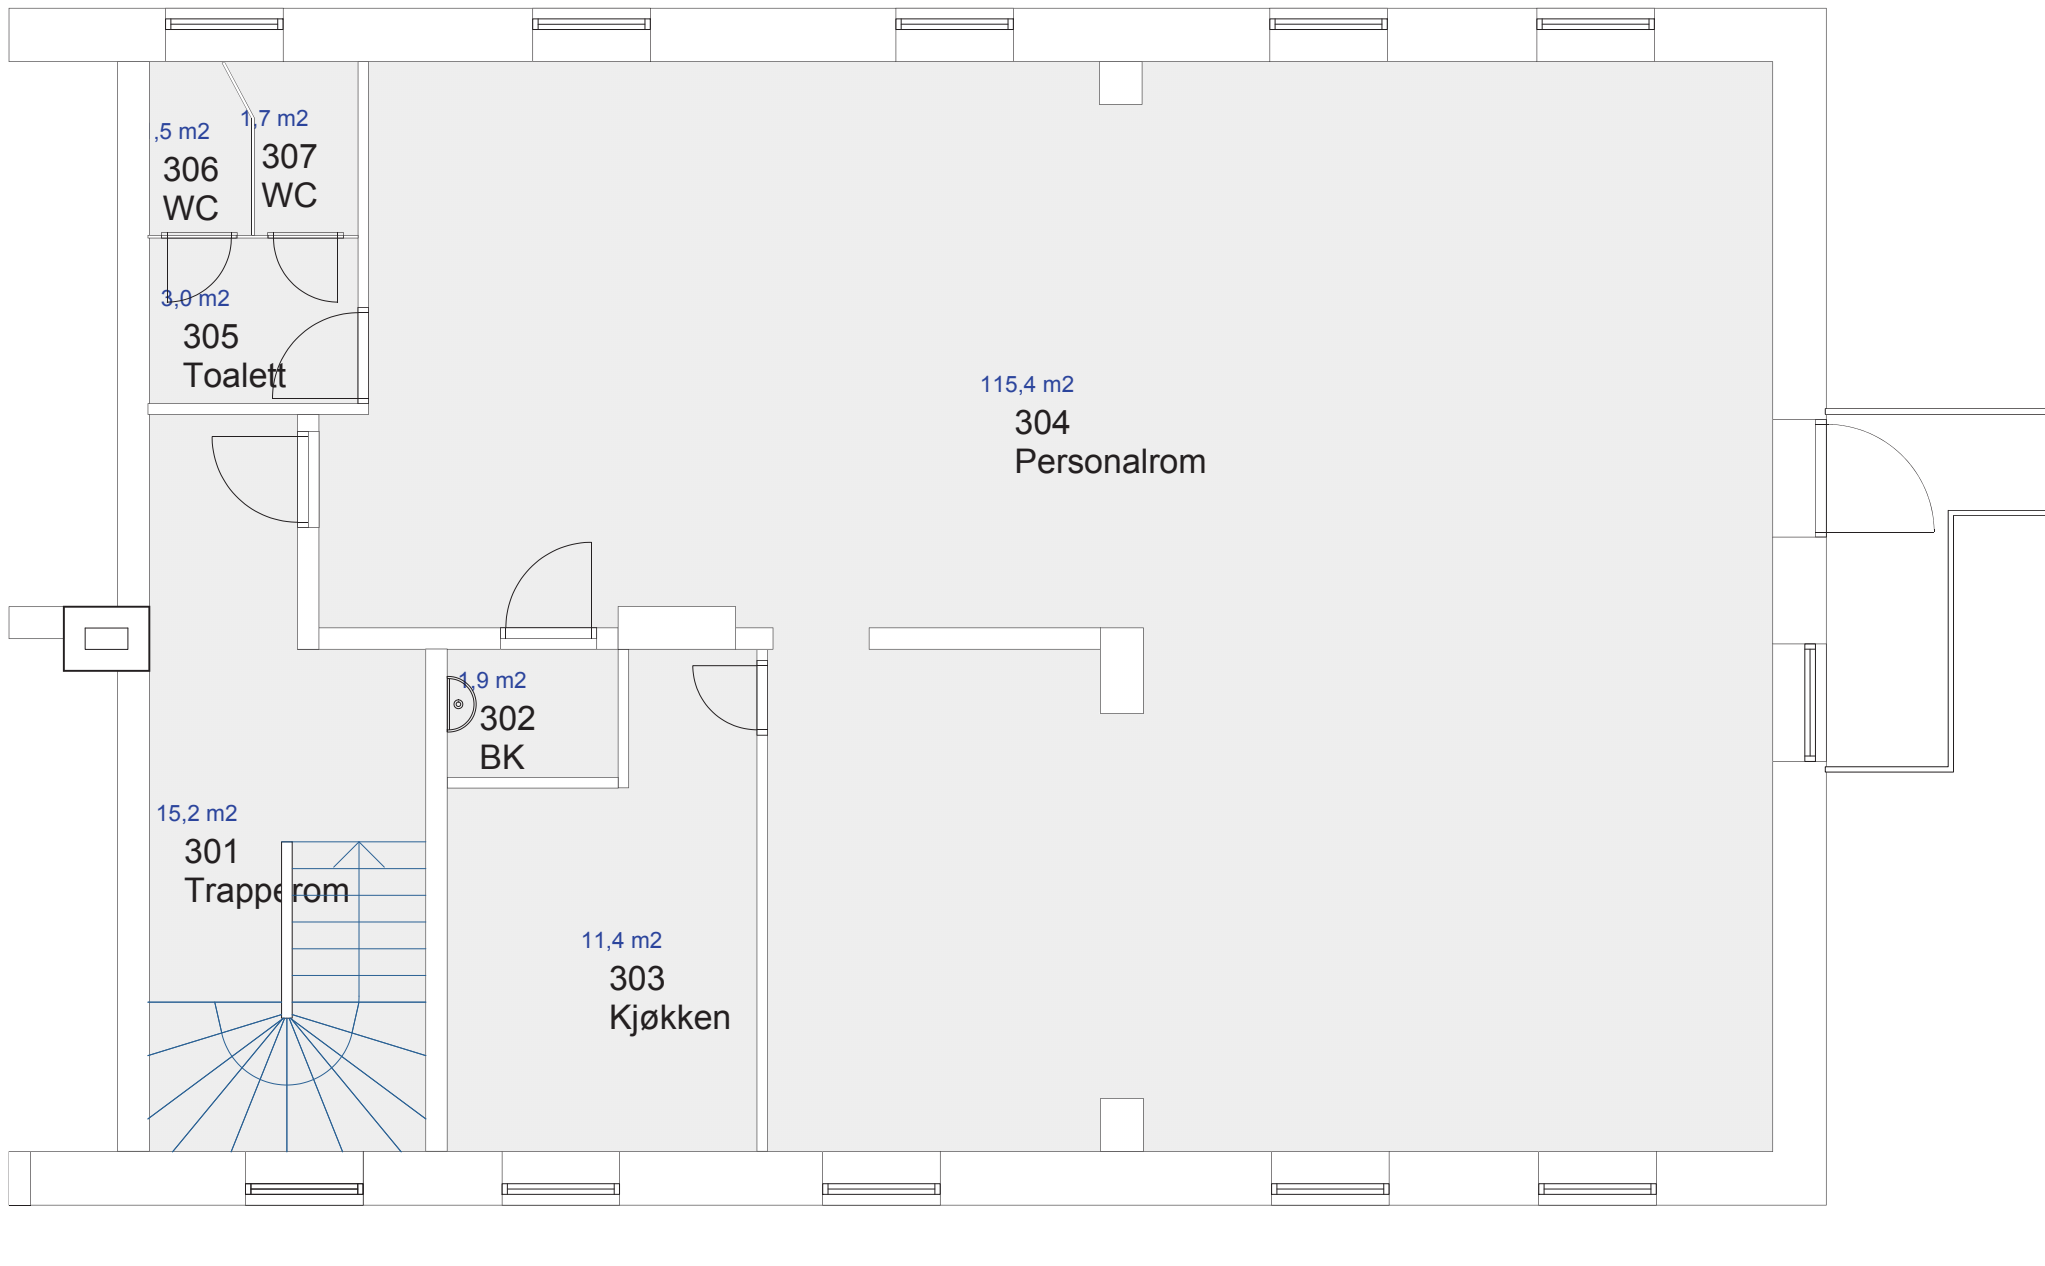 ,5 m2
306
WC
1,7 m2
307
WC
3,0 m2
305
Toalett
115,4 m2
304
Personalrom
1,9 m2
302
BK
15,2 m2
301
Trapperom
11,4 m2
303
Kjøkken